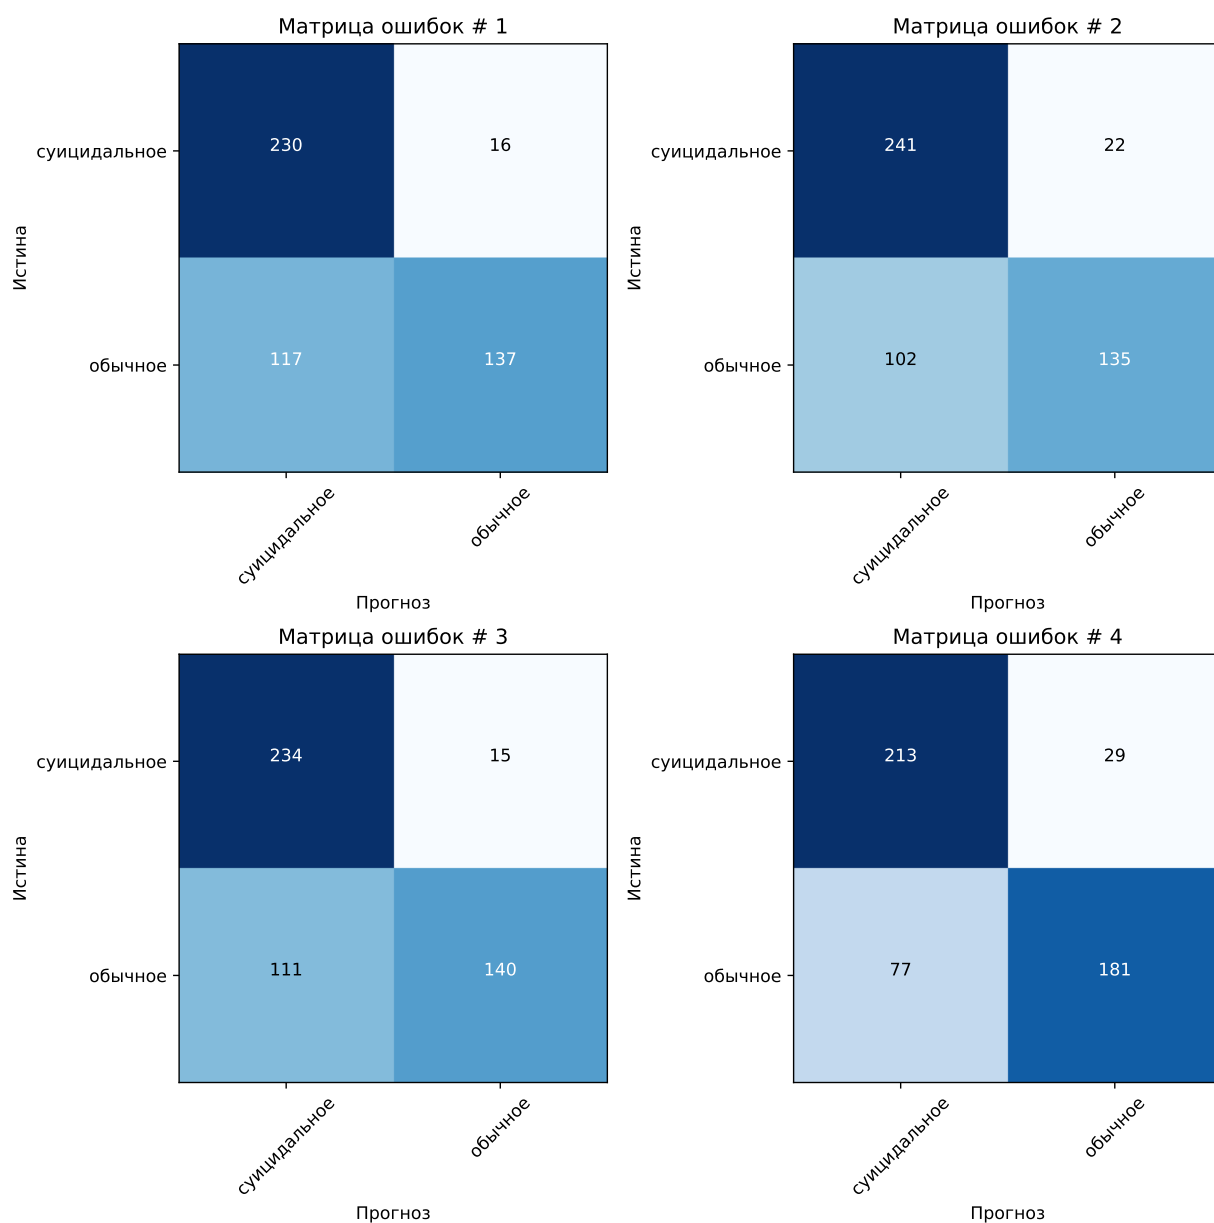 Матрица ошибок # 1
суицидальное
230
16
обычное
117
137
Истина
суицидальное
обычное
Прогноз
Матрица ошибок # 2
суицидальное
241
22
обычное
102
135
Истина
суицидальное
обычное
Прогноз
Матрица ошибок # 3
суицидальное
234
15
обычное
111
140
Истина
суицидальное
обычное
Прогноз
Матрица ошибок # 4
суицидальное
213
29
обычное
77
181
Истина
суицидальное
обычное
Прогноз